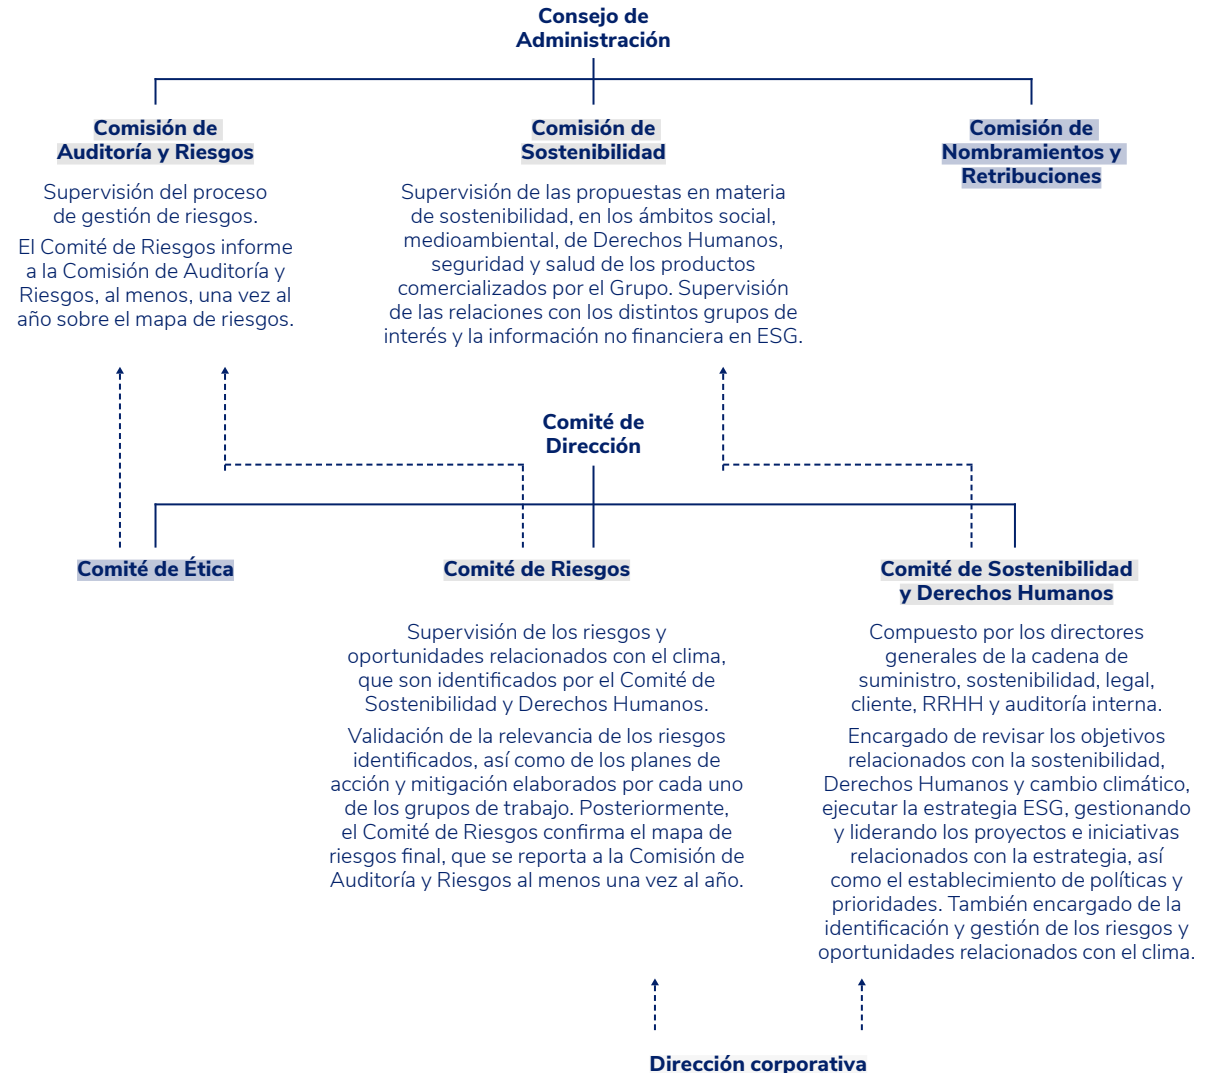 Consejo de
Administración
Comisión de
Auditoría y Riesgos
Supervisión del proceso
de gestión de riesgos.
El Comité de Riesgos informe
a la Comisión de Auditoría y
Riesgos, al menos, una vez al
año sobre el mapa de riesgos.
Comisión de
Sostenibilidad
Supervisión de las propuestas en materia
de sostenibilidad, en los ámbitos social,
medioambiental, de Derechos Humanos,
seguridad y salud de los productos
comercializados por el Grupo. Supervisión
de las relaciones con los distintos grupos de
interés y la información no financiera en ESG.
Comisión de
Nombramientos y
Retribuciones
Comité de
Dirección
Comité de Ética
Comité de Riesgos
Supervisión de los riesgos y
oportunidades relacionados con el clima,
que son identificados por el Comité de
Sostenibilidad y Derechos Humanos.
Validación de la relevancia de los riesgos
identificados, así como de los planes de
acción y mitigación elaborados por cada uno
de los grupos de trabajo. Posteriormente,
el Comité de Riesgos confirma el mapa de
riesgos final, que se reporta a la Comisión de
Auditoría y Riesgos al menos una vez al año.
Comité de Sostenibilidad
y Derechos Humanos
Compuesto por los directores
generales de la cadena de
suministro, sostenibilidad, legal,
cliente, RRHH y auditoría interna.
Encargado de revisar los objetivos
relacionados con la sostenibilidad,
Derechos Humanos y cambio climático,
ejecutar la estrategia ESG, gestionando
y liderando los proyectos e iniciativas
relacionados con la estrategia, así
como el establecimiento de políticas y
prioridades. También encargado de la
identificación y gestión de los riesgos y
oportunidades relacionados con el clima.
Dirección corporativa